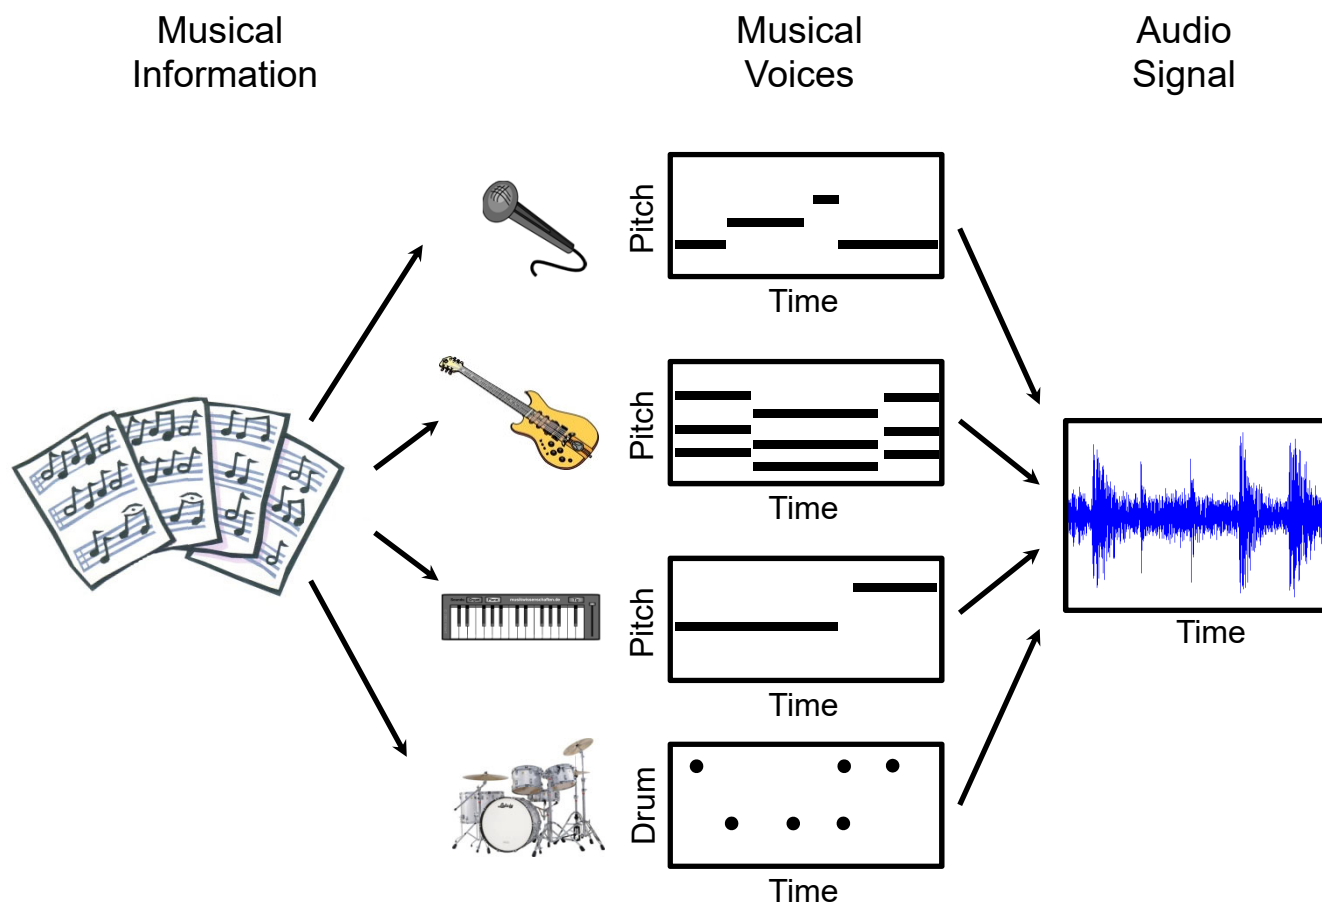 Musical
Information
Musical
Voices
Audio
Signal
Pitch
Time
Pitch
Time
Pitch
Time
Drum
Time
Time